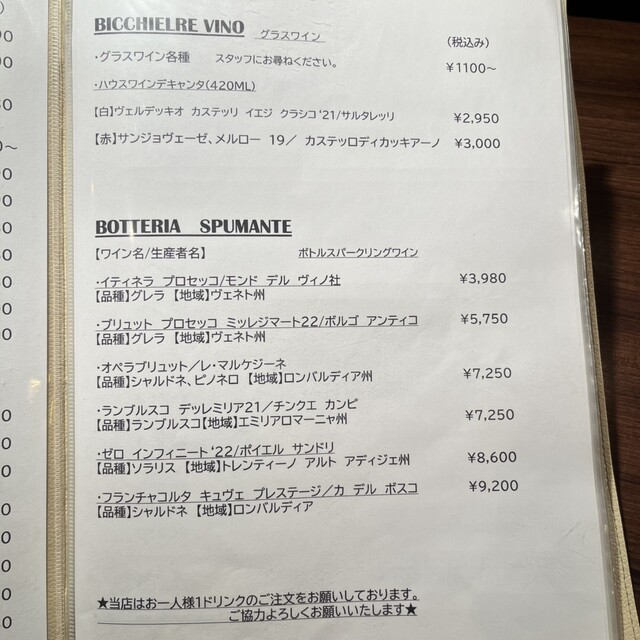 BICCHIELRE VINO グラスワイン
(税込み)
・グラスワイン各種 スタッフにお尋ねください。 ¥1100~
・ハウスワインデキャンタ(420ML)
【白】ヴェルデッキオ カステッリ イエジ クラシコ‘21/サルタレッリ ¥2,950
【赤】サンジョヴェーゼ、メルロー 19/ カステッロディカッキアーノ ¥3,000
BOTTERIA SPUMANTE
【ワイン名/生産者名】 ボトルスパークリングワイン
・イティネラ プロセッコ/モンド デル ヴィノ社 ¥3,980
【品種】グレラ 【地域】ヴェネト州
・ブリュット プロセッコ ミッレジマート22/ボルゴ アンティコ ¥5,750
【品種】グレラ 【地域】ヴェネト州
・オペラブリュット/レ・マルケジーネ
【品種】シャルドネ、ピノネロ 【地域】ロンバルディア州 ¥7,250
・ランブルスコ デッレミリア21/チンクエ カンピ
【品種】ランブルスコ【地域】エミリアロマーニャ州 ¥7,250
・ゼロ インフィニート‘22/ポイエル サンドリ
【品種】ソラリス 【地域】トレンティーノ アルト アディジェ州 ¥8,600
・フランチャコルタ キュヴェ プレステージ/カ デル ボスコ ¥9,200
【品種】シャルドネ 【地域】ロンバルディア
★当店はお一人様1ドリンクのご注文をお願いしております。
ご協力よろしくお願いいたします★